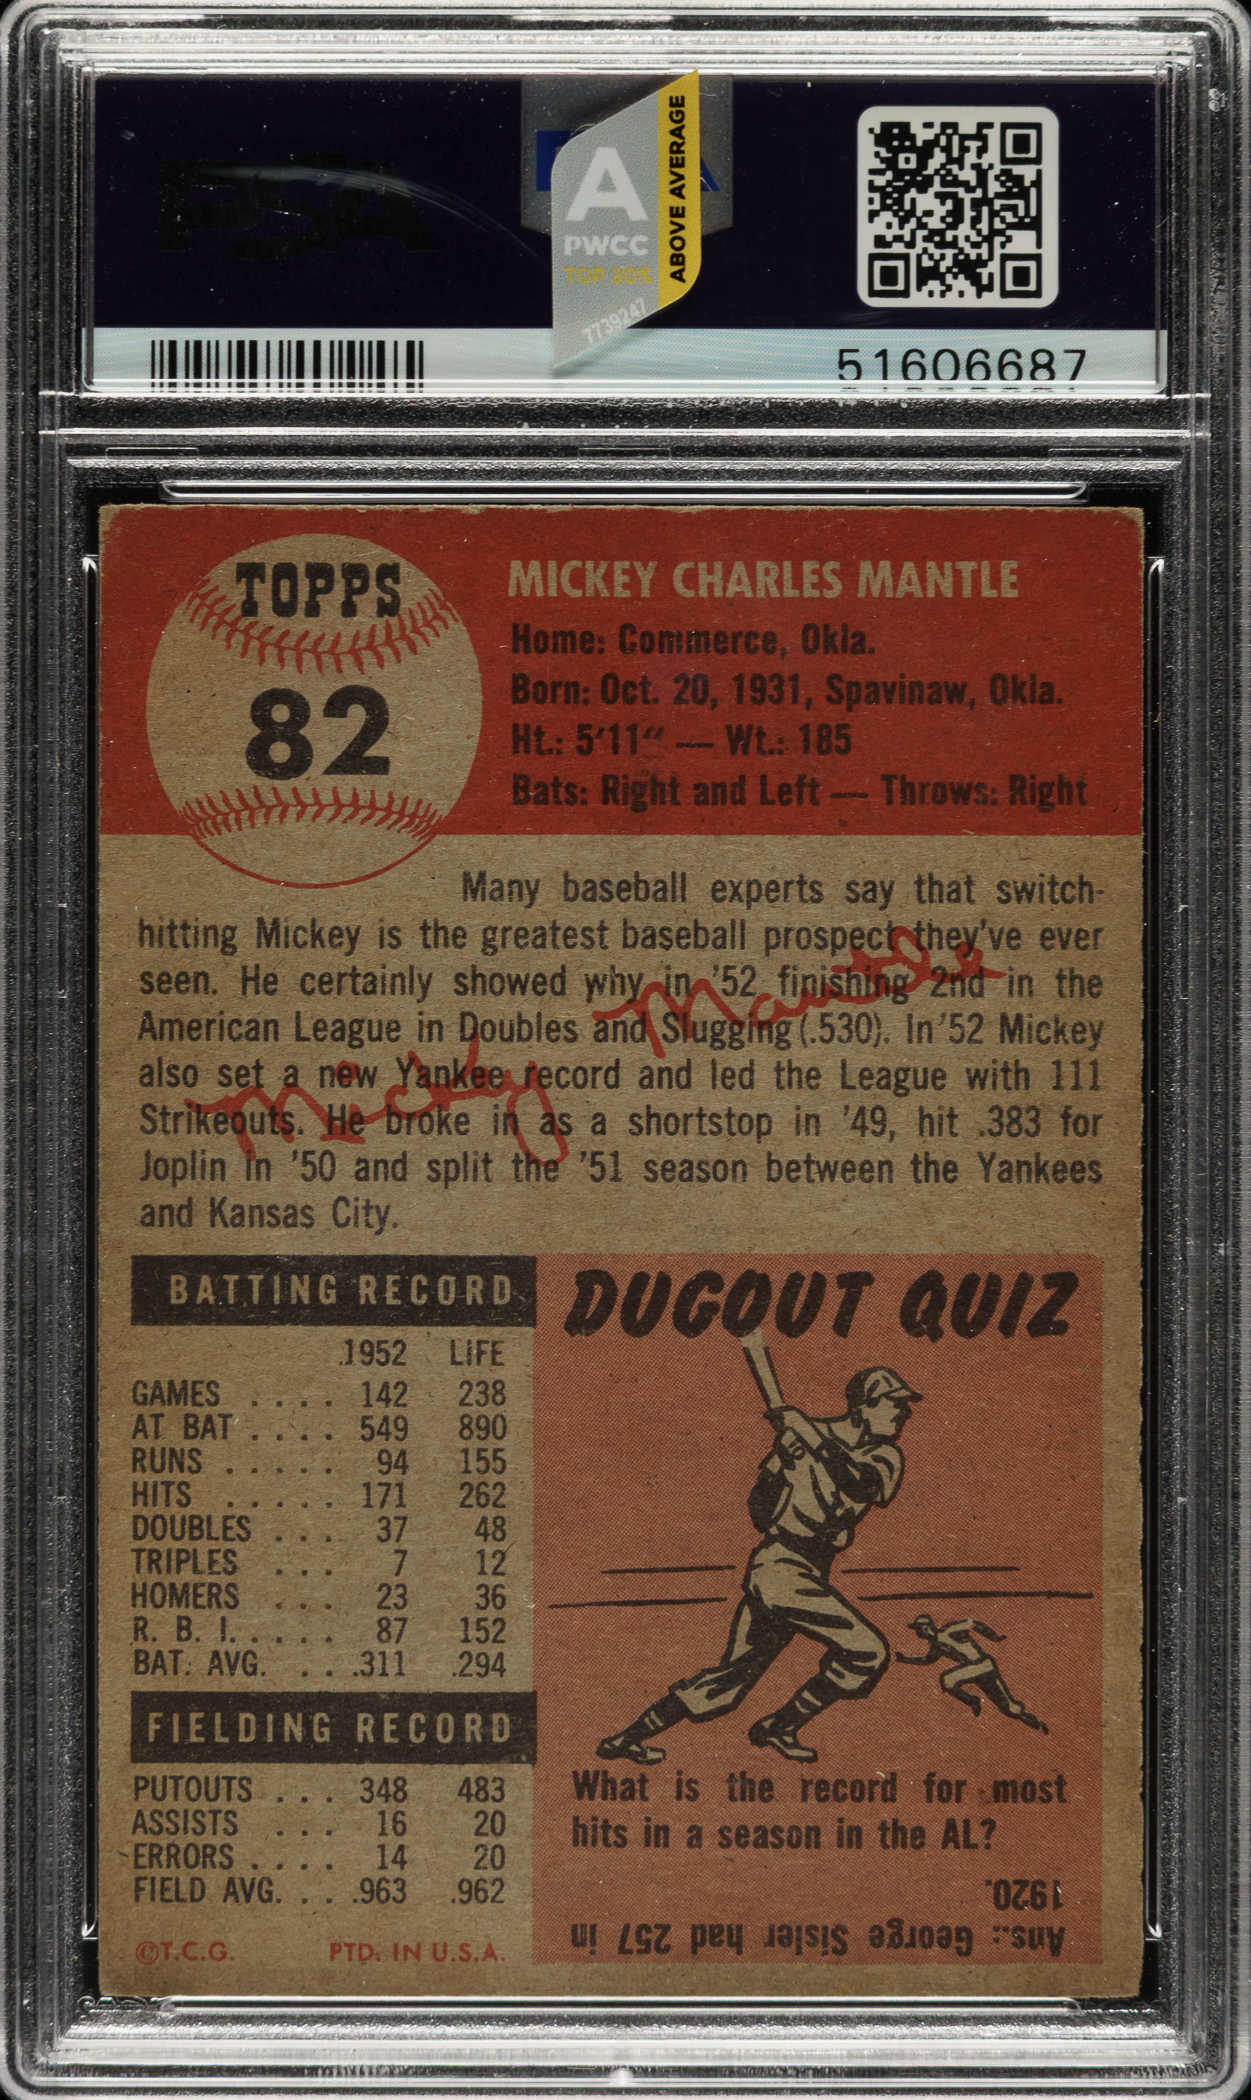 PSA
A
PWCC
TOP 30%
ABOVE AVERAGE
7739247
51606687
TOPPS
82
MICKEY CHARLES MANTLE
Home: Commerce, Okla.
Born: Oct. 20, 1931, Spavinaw, Okla.
Ht.: 5'11" — Wt.: 185
Bats: Right and Left — Throws: Right
Many baseball experts say that switch-
hitting Mickey is the greatest baseball prospect they've ever
seen. He certainly showed why in '52 finishing 2nd in the
American League in Doubles and Slugging (.530). In '52 Mickey
also set a new Yankee record and led the League with 111
Strikeouts. He broke in as a shortstop in '49, hit .383 for
Joplin in '50 and split the '51 season between the Yankees
and Kansas City.
Mickey Mantle
BATTING RECORD
1952 LIFE
GAMES . . . . 142 238
AT BAT . . . . 549 890
RUNS . . . . . 94 155
HITS . . . . . 171 262
DOUBLES . . . 37 48
TRIPLES . . . 7 12
HOMERS . . . 23 36
R. B. I. . . . . . 87 152
BAT. AVG. . . . .311 .294
FIELDING RECORD
PUTOUTS . . . 348 483
ASSISTS . . . 16 20
ERRORS . . . . 14 20
FIELD AVG. . . . .963 .962
©T.C.G. PTD. IN U.S.A.
DUGOUT QUIZ
What is the record for most
hits in a season in the AL?
Ans.: George Sisler had 257 in
1920.